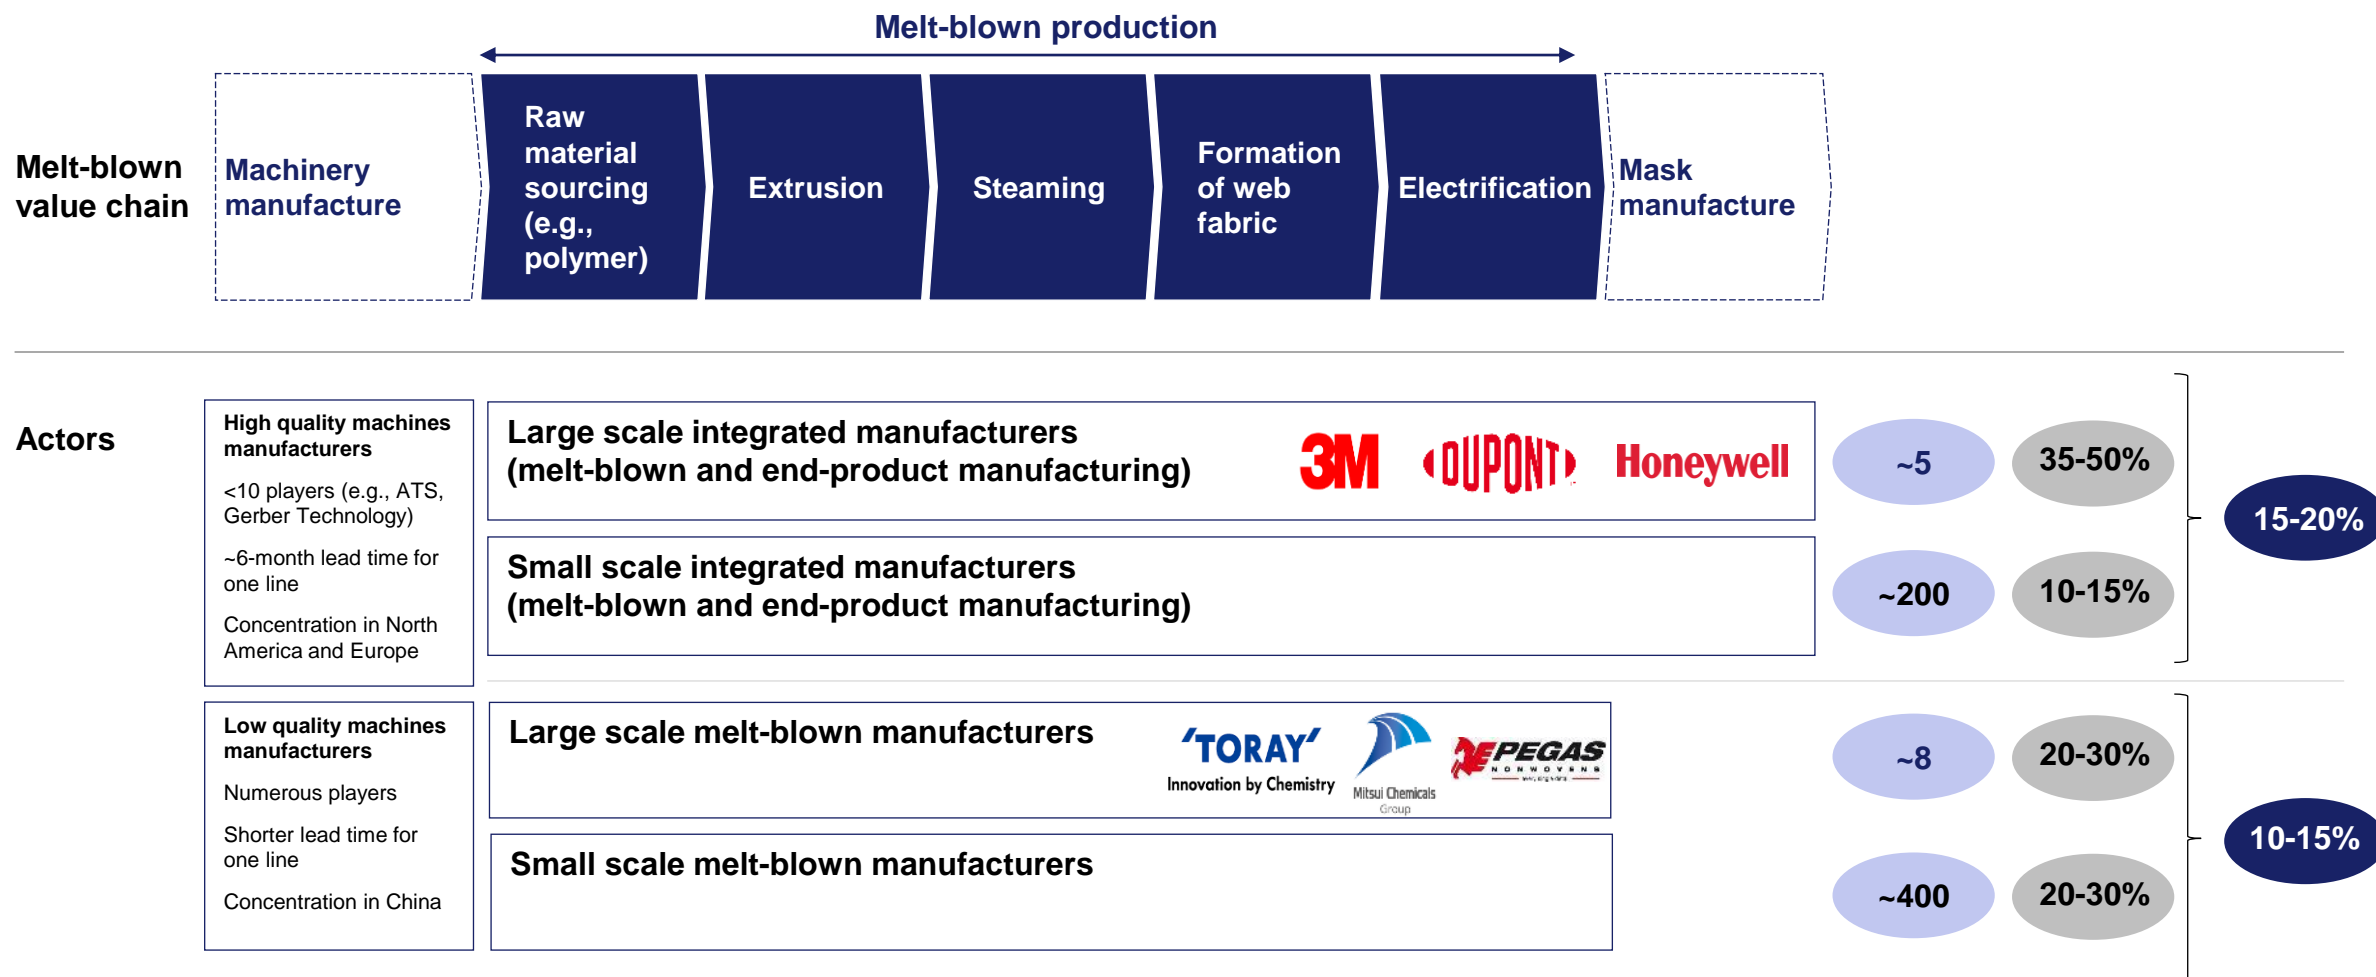 Melt-blown production
Melt-blown
value chain
Machinery
manufacture
Raw
material
sourcing
(e.g.,
polymer)
Extrusion
Steaming
Formation
of web
fabric
Electrification
Mask
manufacture
Actors
High quality machines
manufacturers
<10 players (e.g., ATS,
Gerber Technology)
~6-month lead time for
one line
Concentration in North
America and Europe
Large scale integrated manufacturers
(melt-blown and end-product manufacturing)
3M
DUPONT
Honeywell
~5
35-50%
15-20%
Small scale integrated manufacturers
(melt-blown and end-product manufacturing)
~200
10-15%
Low quality machines
manufacturers
Numerous players
Shorter lead time for
one line
Concentration in China
Large scale melt-blown manufacturers
'TORAY'
Innovation by Chemistry
Mitsui Chemicals
Group
PEGAS
NONWOVENS
~8
20-30%
10-15%
Small scale melt-blown manufacturers
~400
20-30%